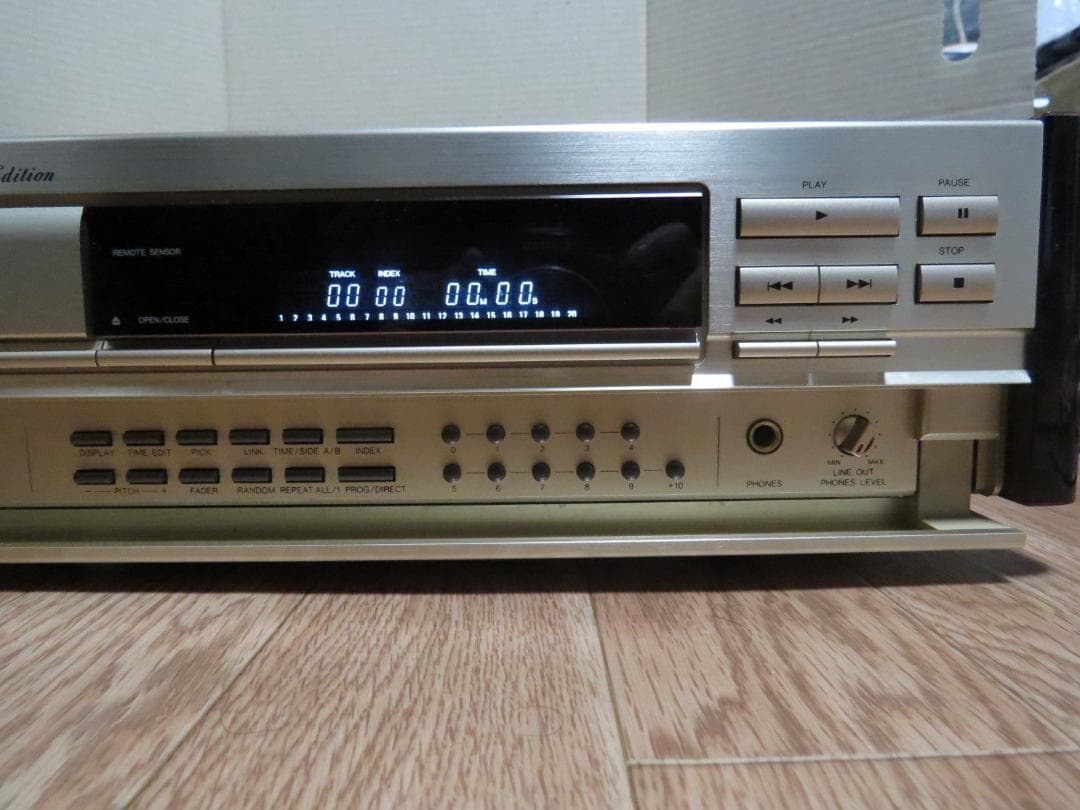 Edition
PLAY
PAUSE
STOP
REMOTE SENSOR
TRACK INDEX TIME
00 00 00M 00S
1 2 3 4 5 6 7 8 9 10 11 12 13 14 15 16 17 18 19 20
OPEN/CLOSE
DISPLAY TIME EDIT PICK LINK TIME/SIDE A/B INDEX
- PITCH + FADER RANDOM REPEAT ALL/1 PROG/DIRECT
0 1 2 3 4
5 6 7 8 9 +10
PHONES
MIN MAX
LINE OUT
PHONES LEVEL